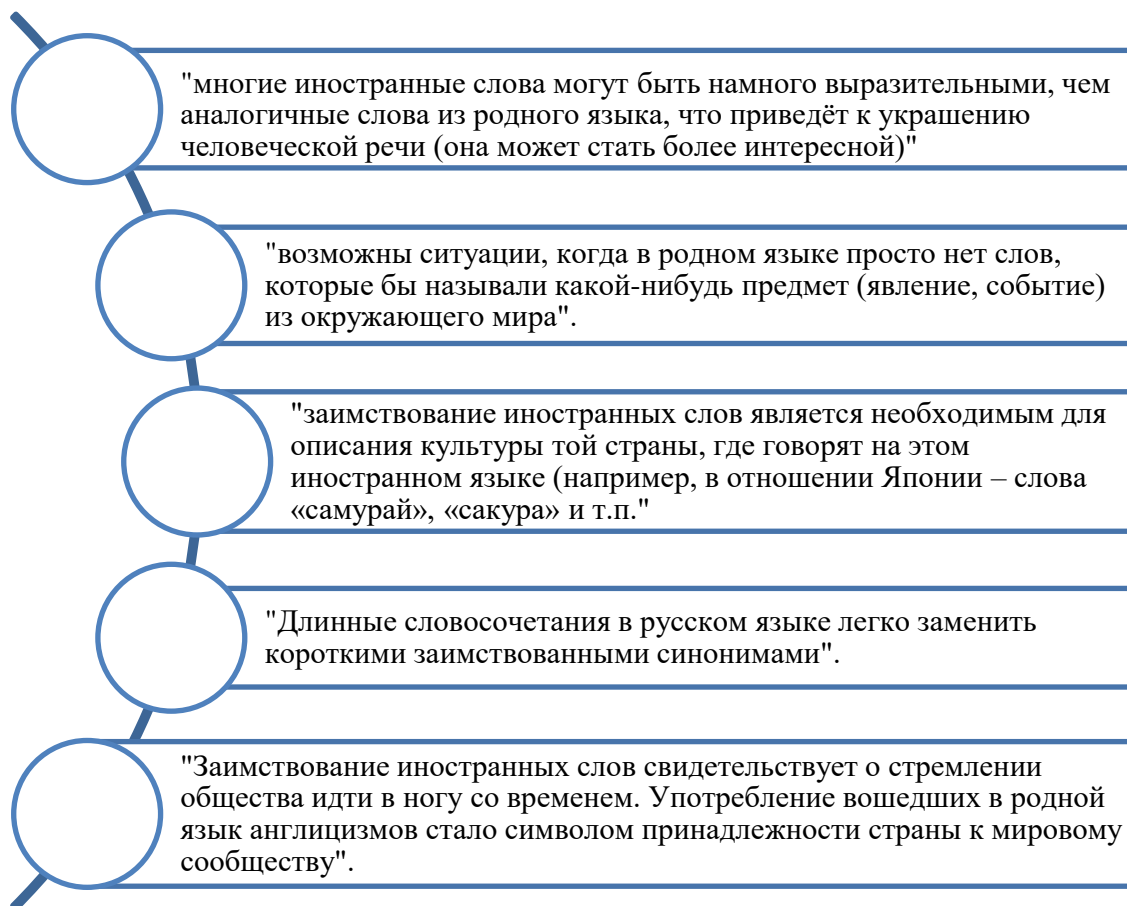 "многие иностранные слова могут быть намного выразительными, чем
аналогичные слова из родного языка, что приведёт к украшению
человеческой речи (она может стать более интересной)"
"возможны ситуации, когда в родном языке просто нет слов,
которые бы называли какой-нибудь предмет (явление, событие)
из окружающего мира".
"заимствование иностранных слов является необходимым для
описания культуры той страны, где говорят на этом
иностранном языке (например, в отношении Японии – слова
«самурай», «сакура» и т.п."
"Длинные словосочетания в русском языке легко заменить
короткими заимствованными синонимами".
"Заимствование иностранных слов свидетельствует о стремлении
общества идти в ногу со временем. Употребление вошедших в родной
язык англицизмов стало символом принадлежности страны к мировому
сообществу".